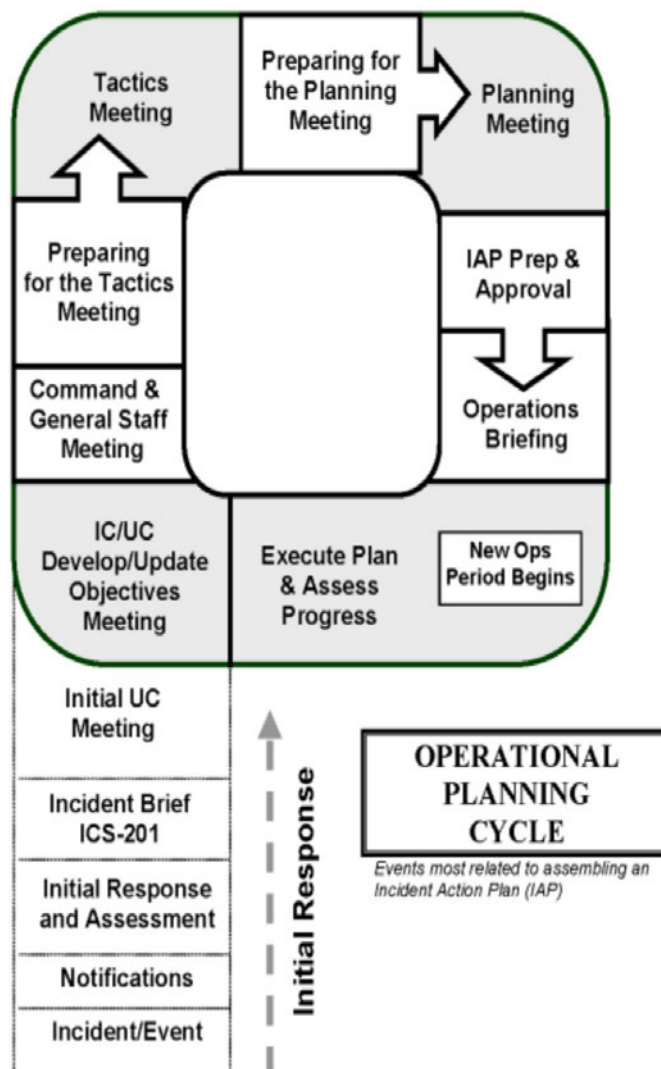 Tactics
Meeting
Preparing for
the Planning
Meeting
Planning
Meeting
Preparing
for the Tactics
Meeting
IAP Prep &
Approval
Command &
General Staff
Meeting
Operations
Briefing
IC/UC
Develop/Update
Objectives
Meeting
Execute Plan
& Assess
Progress
New Ops
Period Begins
Initial UC
Meeting
Incident Brief
ICS-201
Initial Response
and Assessment
Notifications
Incident/Event
Initial Response
OPERATIONAL
PLANNING
CYCLE
Events most related to assembling an
Incident Action Plan (IAP)